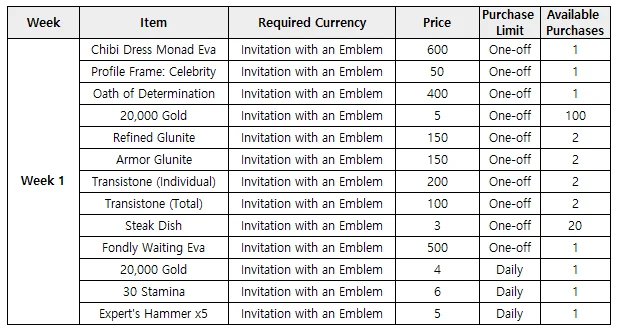 Week Item Required Currency Price Purchase Limit Available Purchases
Week 1
Chibi Dress Monad Eva Invitation with an Emblem 600 One-off 1
Profile Frame: Celebrity Invitation with an Emblem 50 One-off 1
Oath of Determination Invitation with an Emblem 400 One-off 1
20,000 Gold Invitation with an Emblem 5 One-off 100
Refined Glunite Invitation with an Emblem 150 One-off 2
Armor Glunite Invitation with an Emblem 150 One-off 2
Transistone (Individual) Invitation with an Emblem 200 One-off 2
Transistone (Total) Invitation with an Emblem 100 One-off 2
Steak Dish Invitation with an Emblem 3 One-off 20
Fondly Waiting Eva Invitation with an Emblem 500 One-off 1
20,000 Gold Invitation with an Emblem 4 Daily 1
30 Stamina Invitation with an Emblem 6 Daily 1
Expert's Hammer x5 Invitation with an Emblem 5 Daily 1